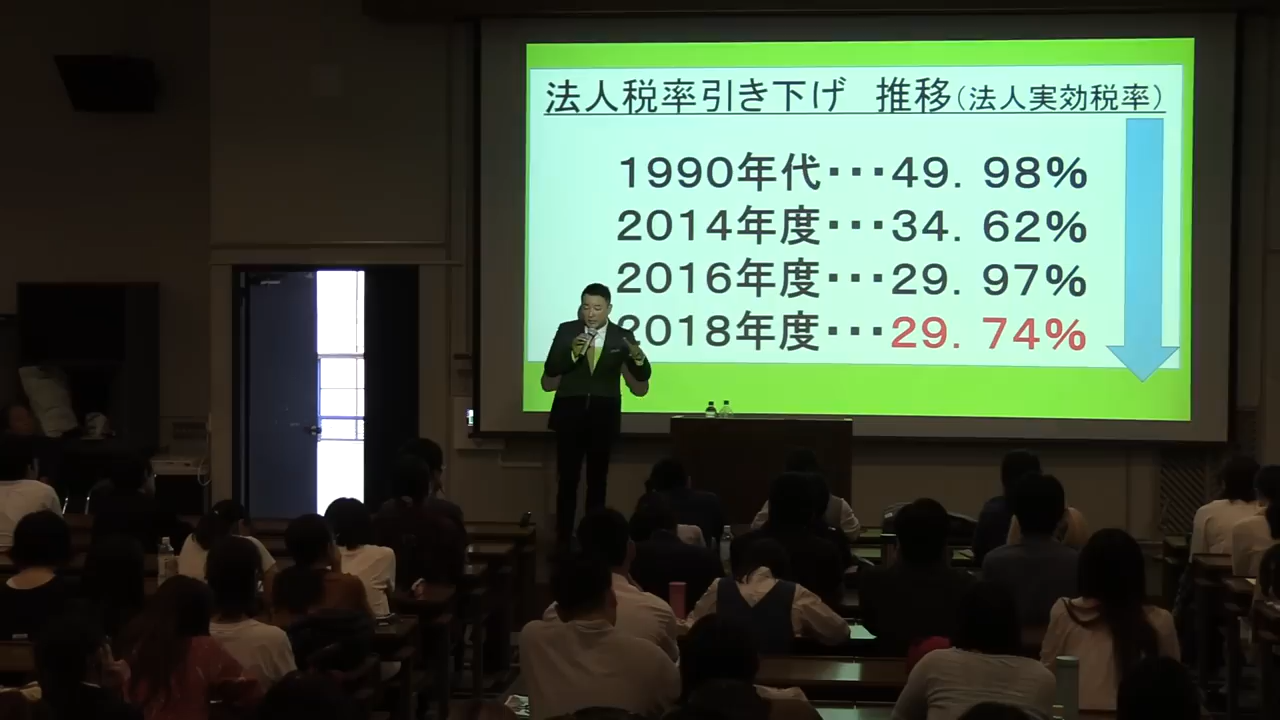 法人税率引き下げ 推移(法人実効税率)
1990年代・・・49.98%
2014年度・・・34.62%
2016年度・・・29.97%
2018年度・・・29.74%